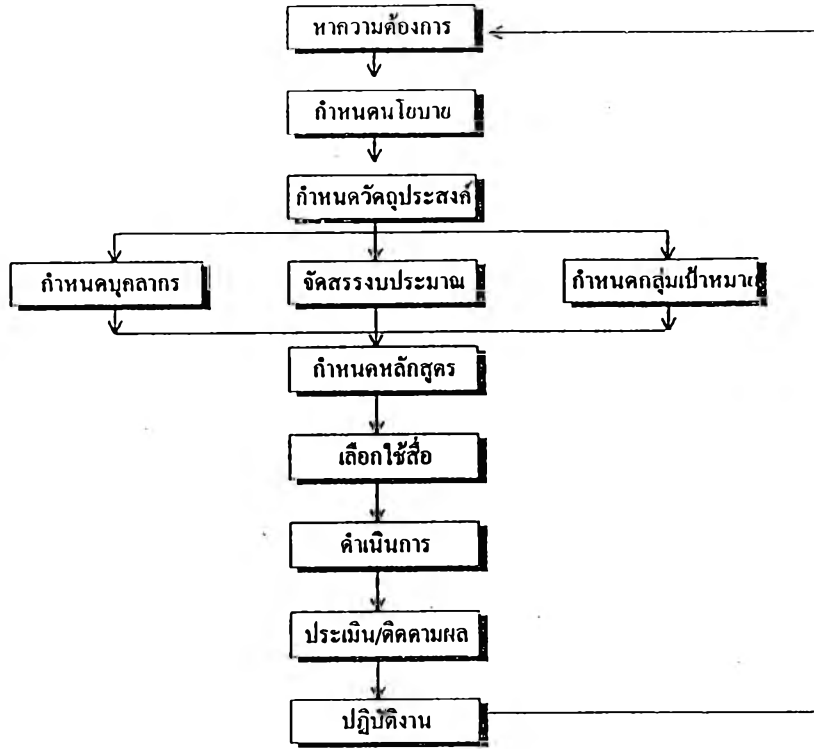 หาความต้องการ
กำหนดนโยบาย
กำหนดวัตถุประสงค์
กำหนดบุคลากร
จัดสรรงบประมาณ
กำหนดกลุ่มเป้าหมาย
กำหนดหลักสูตร
เลือกใช้สื่อ
ดำเนินการ
ประเมิน/ติดตามผล
ปฏิบัติงาน